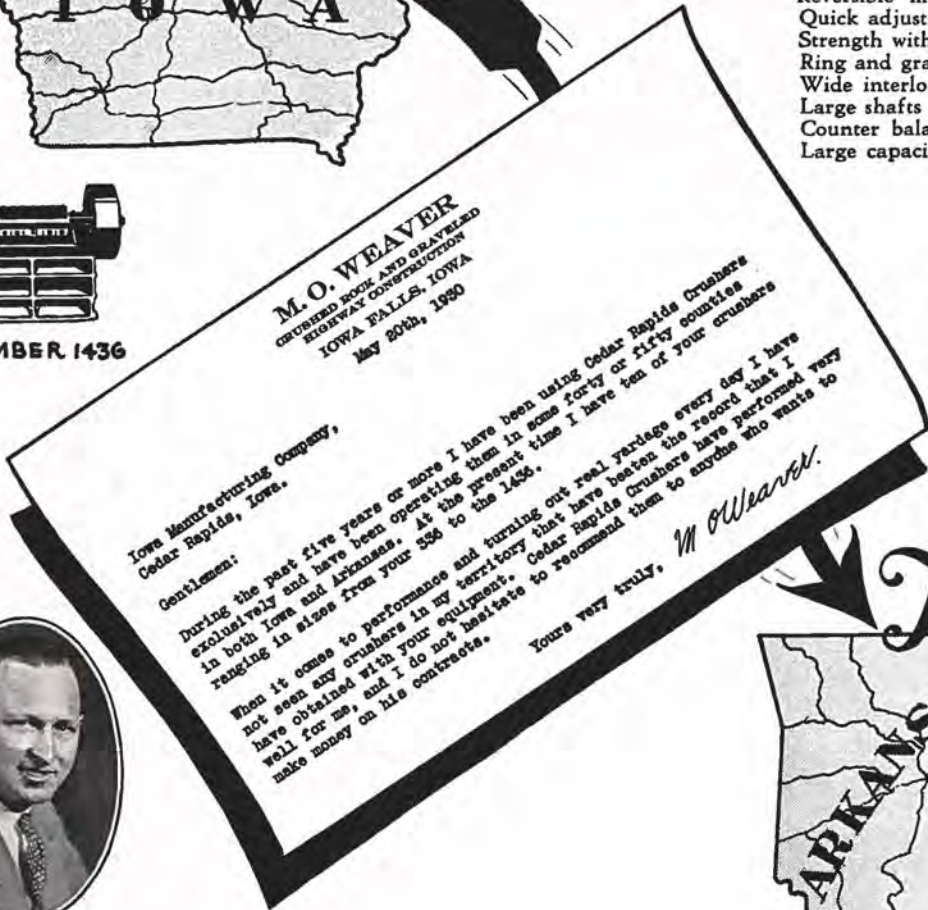 IOWA
Reversible
Quick adjust
Strength with
Ring and gra
Wide interlo
Large shafts
Counter bala
Large capaci
MBER 1436
M. O. WEAVER
CRUSHED ROCK AND GRAVELED
HIGHWAY CONSTRUCTION
IOWA FALLS, IOWA
May 20th, 1930
Iowa Manufacturing Company,
Cedar Rapids, Iowa.
Gentlemen:
During the past five years or more I have been using Cedar Rapids Crushers
exclusively and have been operating them in some forty or fifty counties
in both Iowa and Arkansas. At the present time I have ten of your crushers
ranging in sizes from your 336 to the 1436.
When it comes to performance and turning out real yardage every day I have
not seen any crushers in my territory that have beaten the record that I
have obtained with your equipment. Cedar Rapids Crushers have performed very
well for me, and I do not hesitate to recommend them to anyone who wants to
make money on his contracts.
Yours very truly,
M O Weaver.
ARKANS